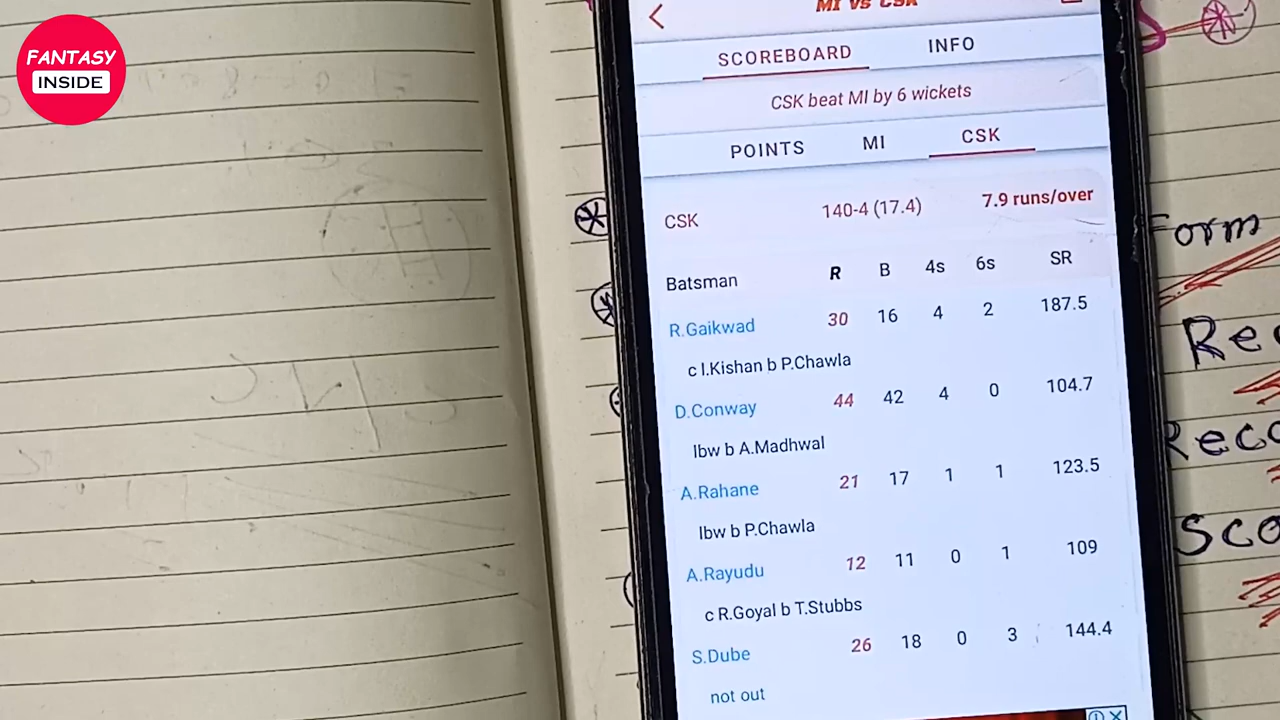 FANTASY
INSIDE
MI vs CSK
SCOREBOARD INFO
CSK beat MI by 6 wickets
POINTS MI CSK
CSK 140-4 (17.4) 7.9 runs/over
Batsman R B 4s 6s SR
R.Gaikwad 30 16 4 2 187.5
c I.Kishan b P.Chawla
D.Conway 44 42 4 0 104.7
lbw b A.Madhwal
A.Rahane 21 17 1 1 123.5
lbw b P.Chawla
A.Rayudu 12 11 0 1 109
c R.Goyal b T.Stubbs
S.Dube 26 18 0 3 144.4
not out
Form